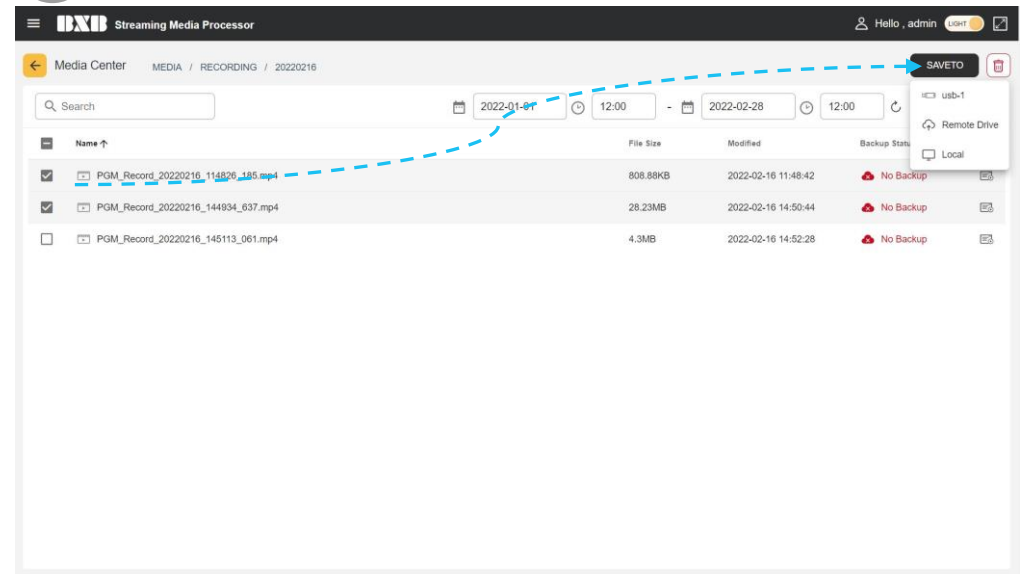 BXB Streaming Media Processor Hello , admin LIGHT
Media Center MEDIA / RECORDING / 20220216 SAVETO
Search 2022-01-01 12:00 - 2022-02-28 12:00
usb-1
Remote Drive
Local
Name File Size Modified Backup Statu
PGM_Record_20220216_114826_185.mp4 808.88KB 2022-02-16 11:48:42 No Backup
PGM_Record_20220216_144934_637.mp4 28.23MB 2022-02-16 14:50:44 No Backup
PGM_Record_20220216_145113_061.mp4 4.3MB 2022-02-16 14:52:28 No Backup